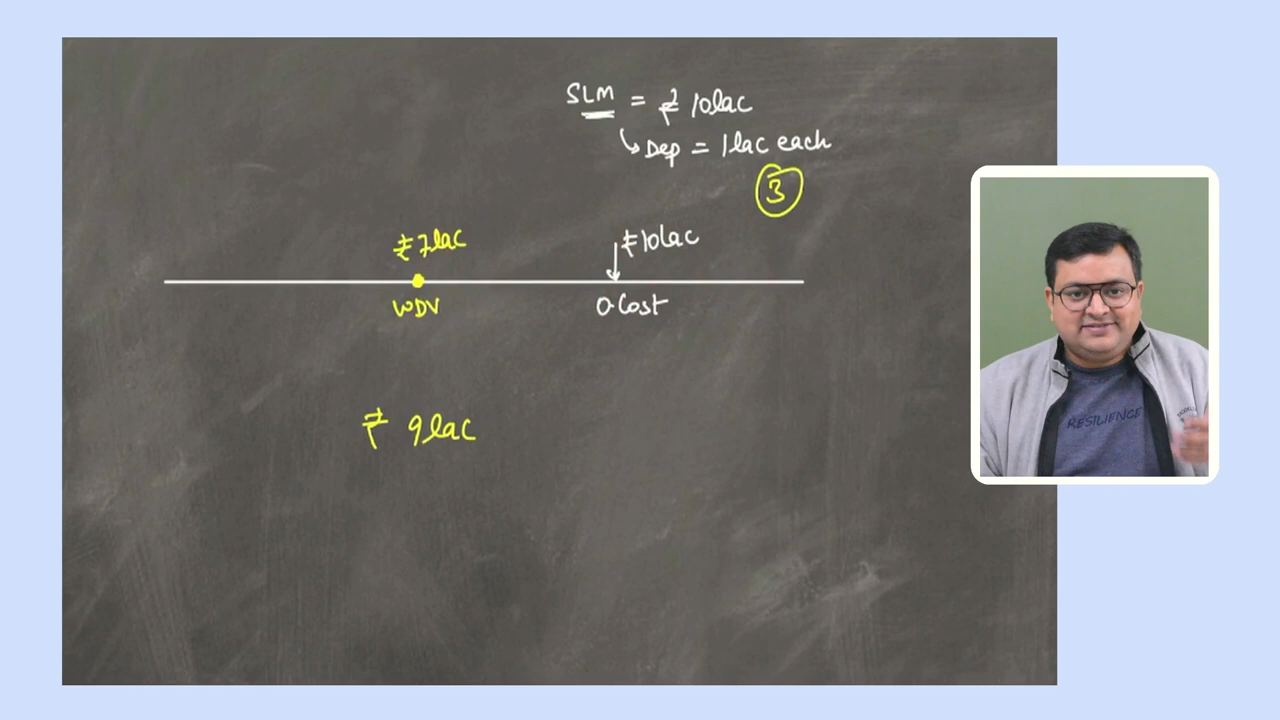 SLM = ₹ 10lac
↳ Dep = 1lac each
3
₹7lac
₹10lac
WDV
O.Cost
₹ 9lac
RESILIENCE